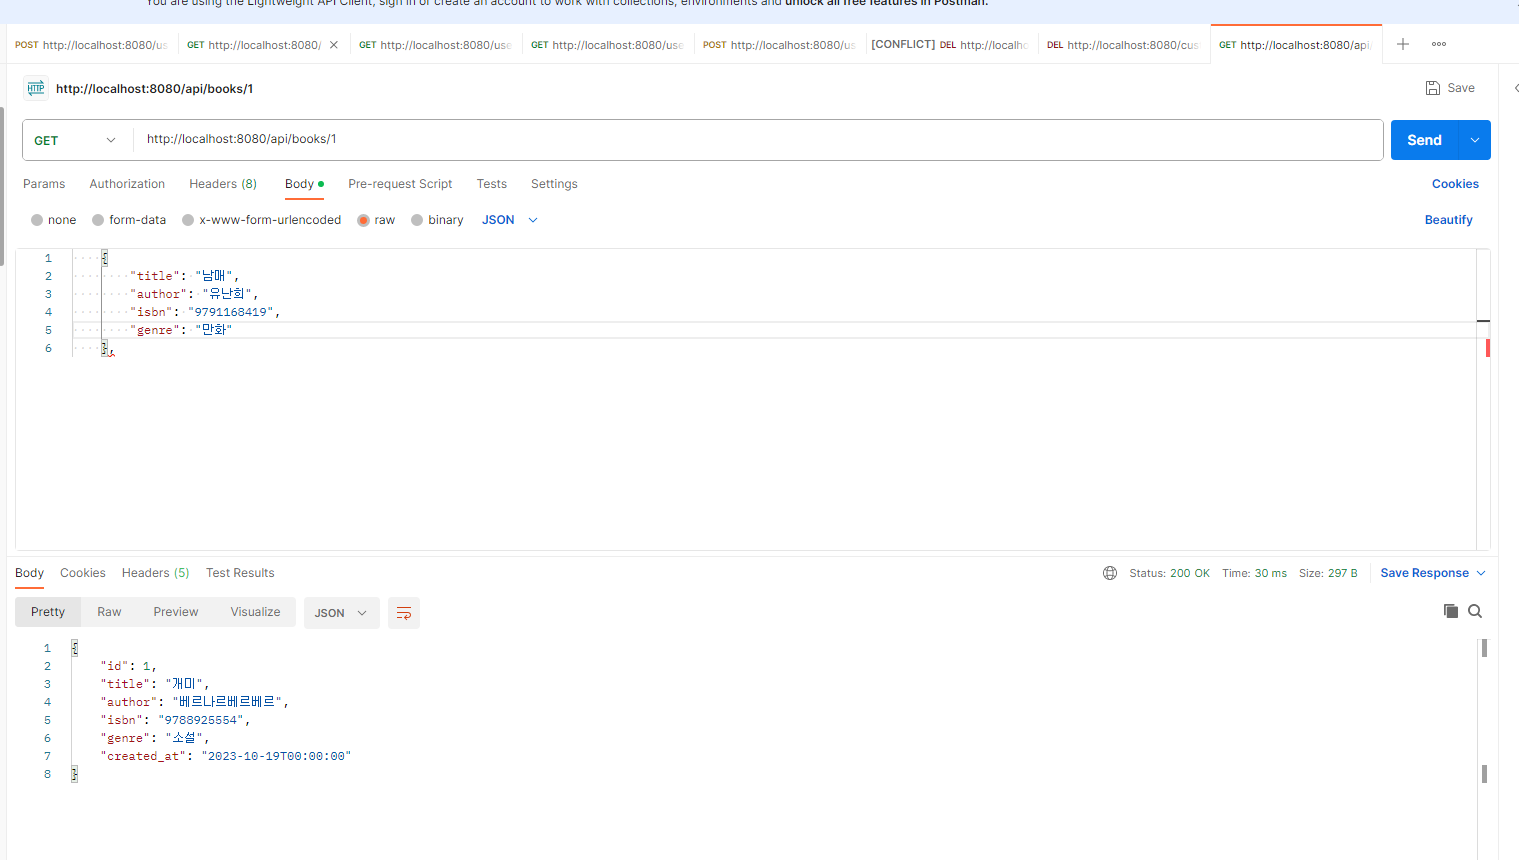 You are using the Lightweight API Client, sign in or create an account to work with collections, environments and unlock all free features in Postman.
POST http://localhost:8080/us GET http://localhost:8080/ GET http://localhost:8080/use GET http://localhost:8080/use POST http://localhost:8080/us [CONFLICT] DEL http://localho DEL http://localhost:8080/cus GET http://localhost:8080/api/
HTTP http://localhost:8080/api/books/1 Save
GET http://localhost:8080/api/books/1 Send
Params Authorization Headers (8) Body Pre-request Script Tests Settings Cookies
none form-data x-www-form-urlencoded raw binary JSON Beautify
1 {
2 "title": "남매",
3 "author": "유난희",
4 "isbn": "9791168419",
5 "genre": "만화"
6 },
Body Cookies Headers (5) Test Results Status: 200 OK Time: 30 ms Size: 297 B Save Response
Pretty Raw Preview Visualize JSON
1 {
2 "id": 1,
3 "title": "개미",
4 "author": "베르나르베르베르",
5 "isbn": "9788925554",
6 "genre": "소설",
7 "created_at": "2023-10-19T00:00:00"
8 }